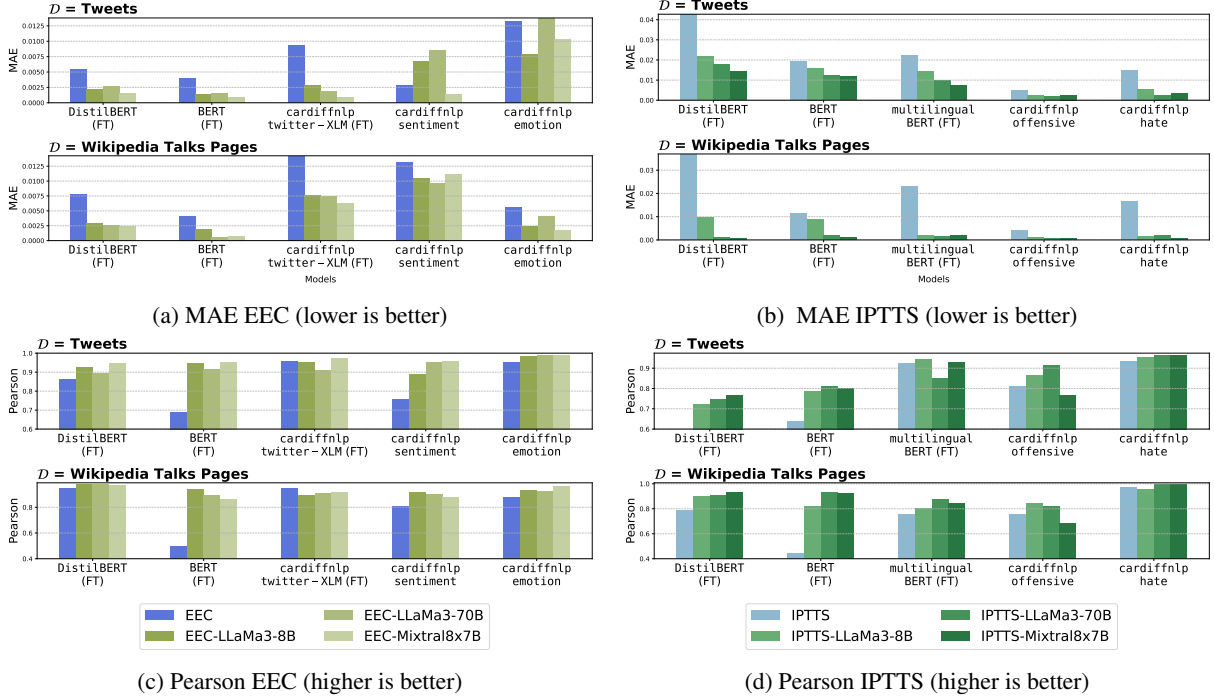 𝒟 = Tweets
MAE
0.0125
0.0100
0.0075
0.0050
0.0025
0.0000
DistilBERT (FT)
BERT (FT)
cardiffnlp twitter−XLM (FT)
cardiffnlp sentiment
cardiffnlp emotion
𝒟 = Wikipedia Talks Pages
MAE
0.0125
0.0100
0.0075
0.0050
0.0025
0.0000
DistilBERT (FT)
BERT (FT)
cardiffnlp twitter−XLM (FT)
cardiffnlp sentiment
cardiffnlp emotion
Models
(a) MAE EEC (lower is better)
𝒟 = Tweets
MAE
0.04
0.03
0.02
0.01
0.00
DistilBERT (FT)
BERT (FT)
multilingual BERT (FT)
cardiffnlp offensive
cardiffnlp hate
𝒟 = Wikipedia Talks Pages
MAE
0.04
0.03
0.02
0.01
0.00
DistilBERT (FT)
BERT (FT)
multilingual BERT (FT)
cardiffnlp offensive
cardiffnlp hate
(b) MAE IPTTS (lower is better)
𝒟 = Tweets
Pearson
1.0
0.9
0.8
0.7
0.6
DistilBERT (FT)
BERT (FT)
cardiffnlp twitter−XLM (FT)
cardiffnlp sentiment
cardiffnlp emotion
𝒟 = Wikipedia Talks Pages
Pearson
0.8
0.6
0.4
DistilBERT (FT)
BERT (FT)
cardiffnlp twitter−XLM (FT)
cardiffnlp sentiment
cardiffnlp emotion
EEC
EEC-LLaMa3-8B
EEC-LLaMa3-70B
EEC-Mixtral8x7B
(c) Pearson EEC (higher is better)
𝒟 = Tweets
Pearson
0.9
0.8
0.7
0.6
DistilBERT (FT)
BERT (FT)
multilingual BERT (FT)
cardiffnlp offensive
cardiffnlp hate
𝒟 = Wikipedia Talks Pages
Pearson
1.0
0.8
0.6
0.4
DistilBERT (FT)
BERT (FT)
multilingual BERT (FT)
cardiffnlp offensive
cardiffnlp hate
IPTTS
IPTTS-LLaMa3-8B
IPTTS-LLaMa3-70B
IPTTS-Mixtral8x7B
(d) Pearson IPTTS (higher is better)